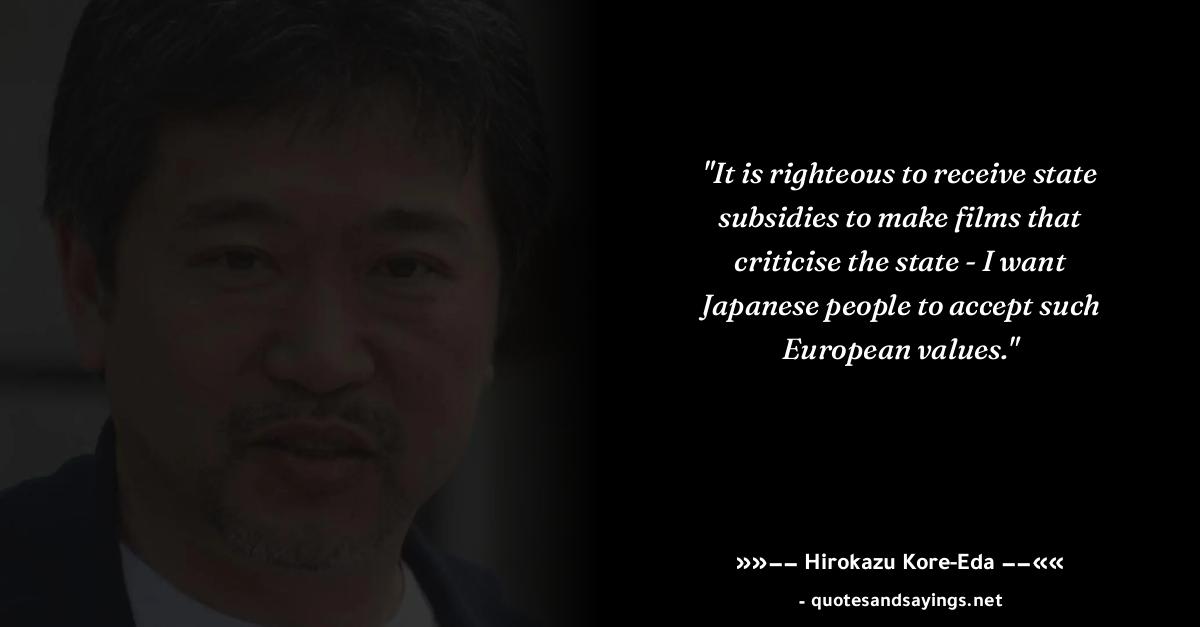 "It is righteous to receive state
subsidies to make films that
criticise the state - I want
Japanese people to accept such
European values."
»»−− Hirokazu Kore-Eda −−««
- quotesandsayings.net